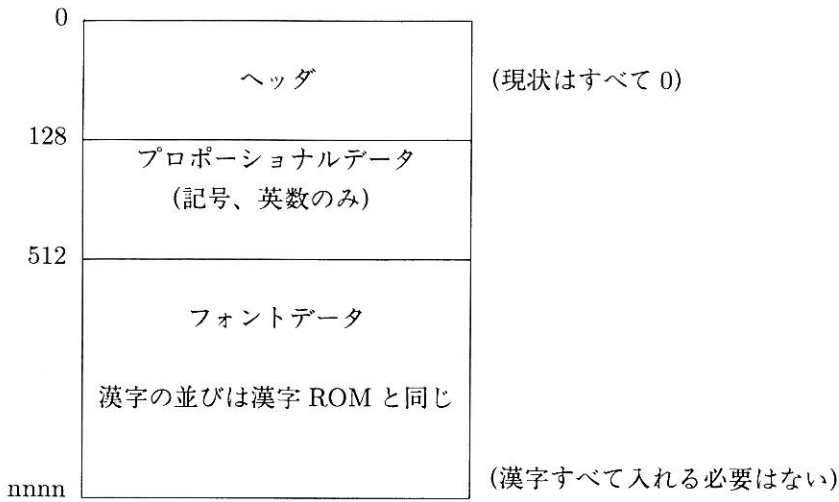 0
ヘッダ (現状はすべて 0)
128
プロポーショナルデータ
(記号、英数のみ)
512
フォントデータ
漢字の並びは漢字 ROM と同じ
(漢字すべて入れる必要はない)
nnnn